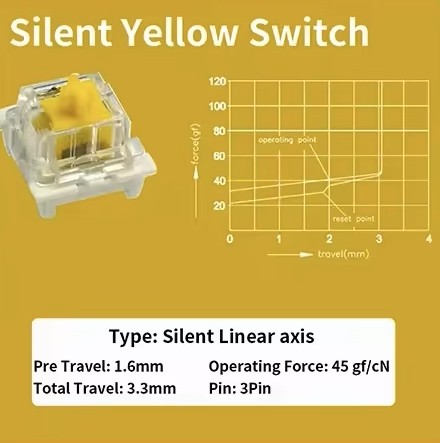 Silent Yellow Switch
120
100
80
60
40
20
0
1
2
3
4
force(gf)
operating point
reset point
travel(mm)
Type: Silent Linear axis
Pre Travel: 1.6mm
Operating Force: 45 gf/cN
Total Travel: 3.3mm
Pin: 3Pin